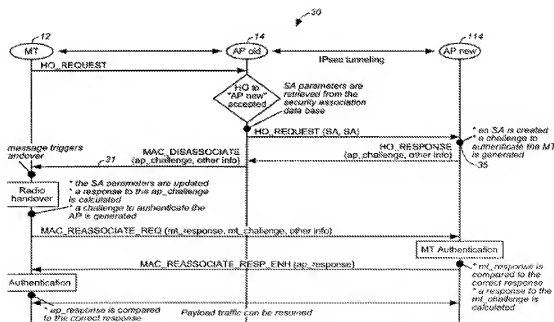 30
12
14
114
MT
AP old
AP new
IPsec tunneling
HO_REQUEST
HO to
"AP new"
accepted
SA parameters are
retrieved from the
security association
data base
HO_REQUEST (SA, SA)
* an SA is created
* a challenge to
authenticate the MT
is generated
35
HO_RESPONSE
(ap_challenge, other info)
MAC_DISASSOCIATE
(ap_challenge, other info)
31
message triggers
handover
Radio
handover
* the SA parameters are updated
* a response to the ap_challenge
is calculated
* a challenge to authenticate the
AP is generated
MAC_REASSOCIATE_REQ (mt_response, mt_challenge, other info)
MT Authentication
MAC_REASSOCIATE_RESP_ENH (ap_response)
* mt_response is
compared to the
correct response
* a response to the
mt_challenge is
calculated
Authentication
* ap_response is compared
to the correct response
Payload traffic can be resumed